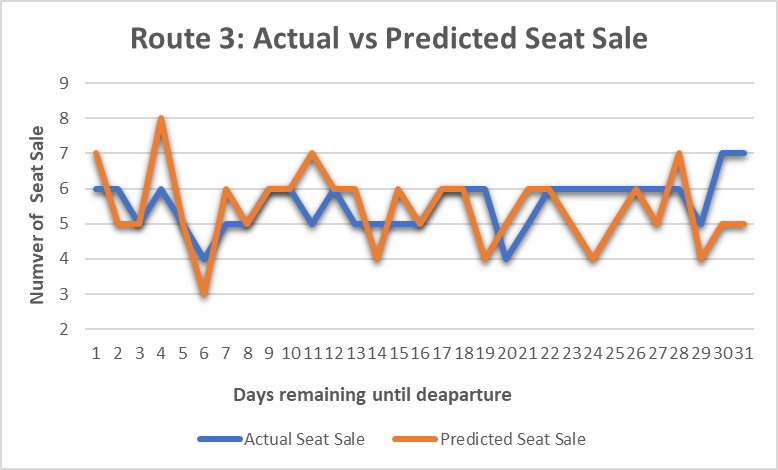 Route 3: Actual vs Predicted Seat Sale
Numver of Seat Sale
9
8
7
6
5
4
3
2
1 2 3 4 5 6 7 8 9 10 11 12 13 14 15 16 17 18 19 20 21 22 23 24 25 26 27 28 29 30 31
Days remaining until deaparture
Actual Seat Sale Predicted Seat Sale